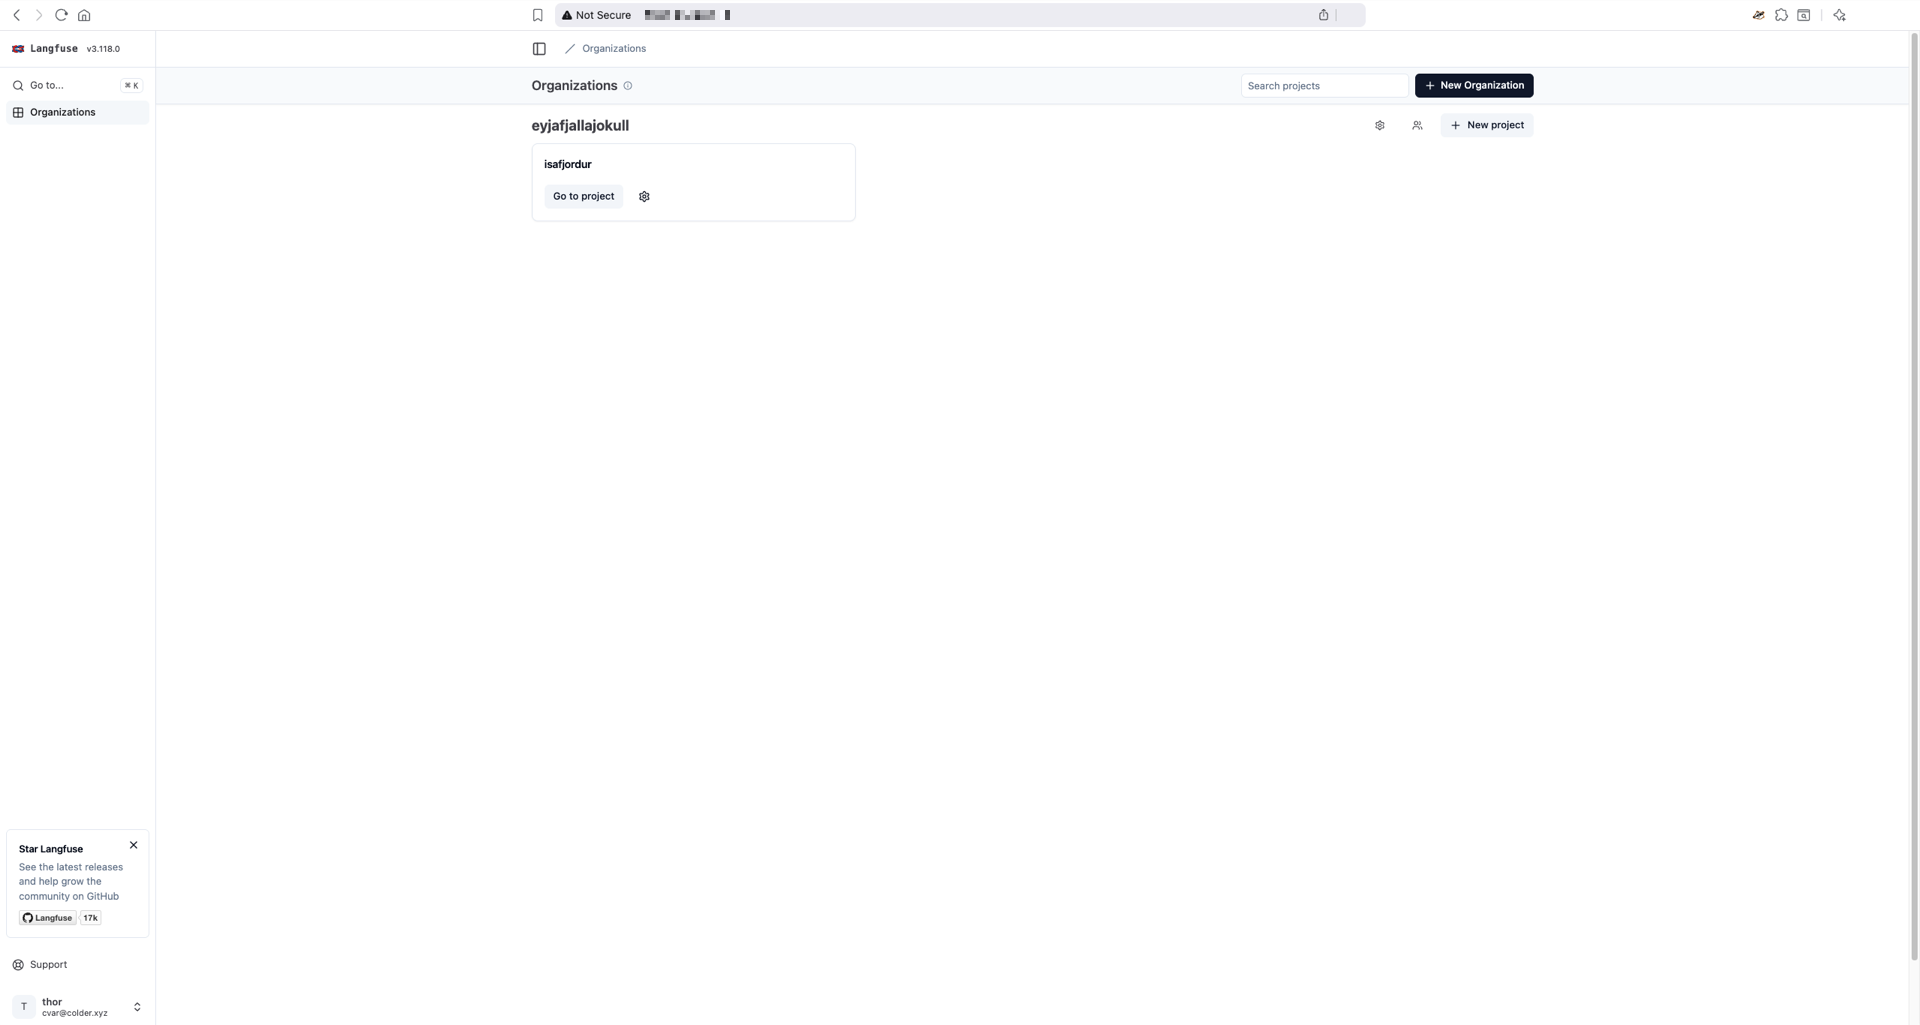 Not Secure
Langfuse v3.118.0
Organizations
Go to... ⌘ K
Organizations
Organizations
Search projects
+ New Organization
eyjafjallajokull
+ New project
isafjordur
Go to project
Star Langfuse
See the latest releases
and help grow the
community on GitHub
Langfuse 17k
Support
T
thor
cvar@colder.xyz